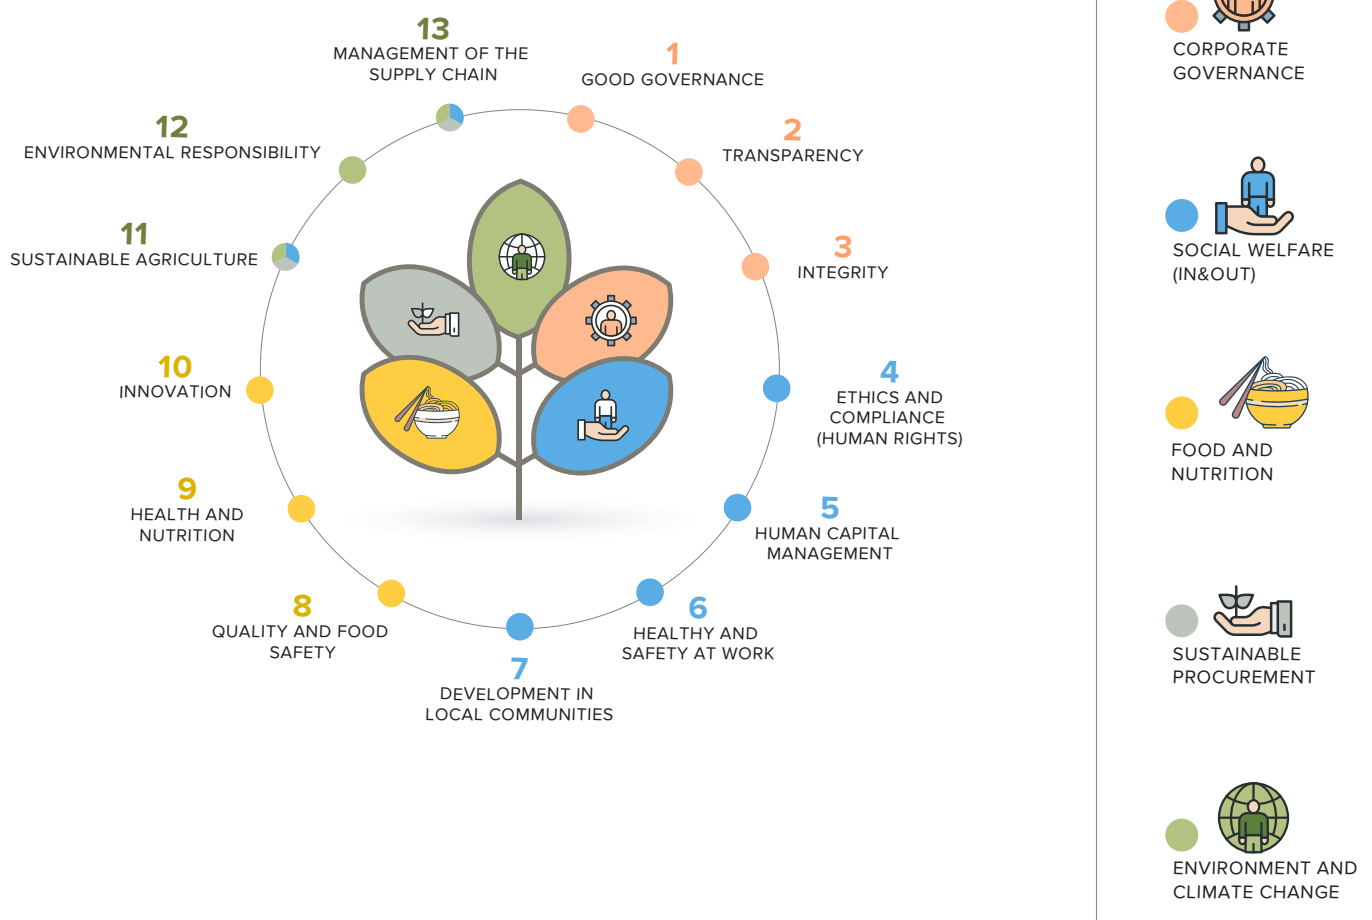 13
MANAGEMENT OF THE
SUPPLY CHAIN
1
GOOD GOVERNANCE
2
TRANSPARENCY
3
INTEGRITY
4
ETHICS AND
COMPLIANCE
(HUMAN RIGHTS)
5
HUMAN CAPITAL
MANAGEMENT
6
HEALTHY AND
SAFETY AT WORK
7
DEVELOPMENT IN
LOCAL COMMUNITIES
8
QUALITY AND FOOD
SAFETY
9
HEALTH AND
NUTRITION
10
INNOVATION
11
SUSTAINABLE AGRICULTURE
12
ENVIRONMENTAL RESPONSIBILITY
CORPORATE
GOVERNANCE
SOCIAL WELFARE
(IN&OUT)
FOOD AND
NUTRITION
SUSTAINABLE
PROCUREMENT
ENVIRONMENT AND
CLIMATE CHANGE